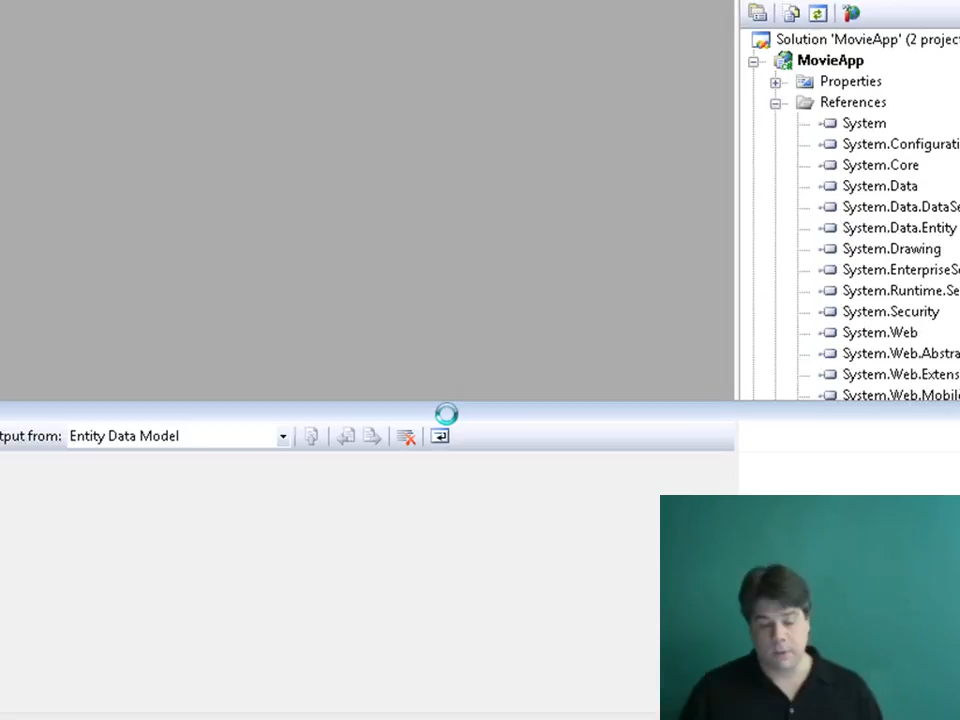 Solution 'MovieApp' (2 project
MovieApp
Properties
References
System
System.Configurati
System.Core
System.Data
System.Data.DataSe
System.Data.Entity
System.Drawing
System.EnterpriseSe
System.Runtime.Se
System.Security
System.Web
System.Web.Abstra
System.Web.Extens
System.Web.Mobil
tput from: Entity Data Model